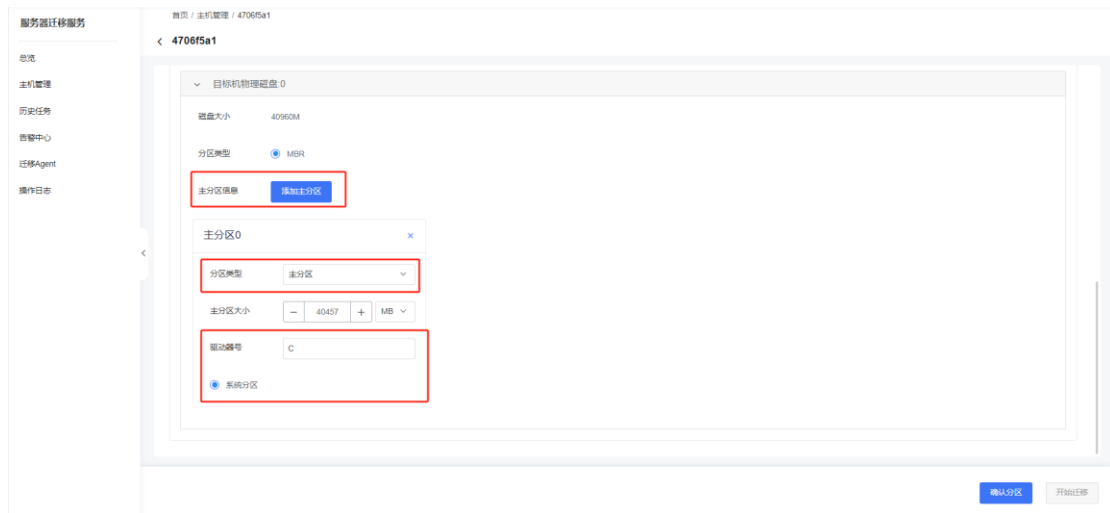 服务器迁移服务
首页 / 主机管理 / 4706f5a1
4706f5a1
总览
主机管理
历史任务
告警中心
迁移Agent
操作日志
目标机物理磁盘:0
磁盘大小 40960M
分区类型 MBR
主分区信息 添加主分区
主分区0
分区类型 主分区
主分区大小 40457 MB
驱动器号 C
系统分区
确认分区 开始迁移